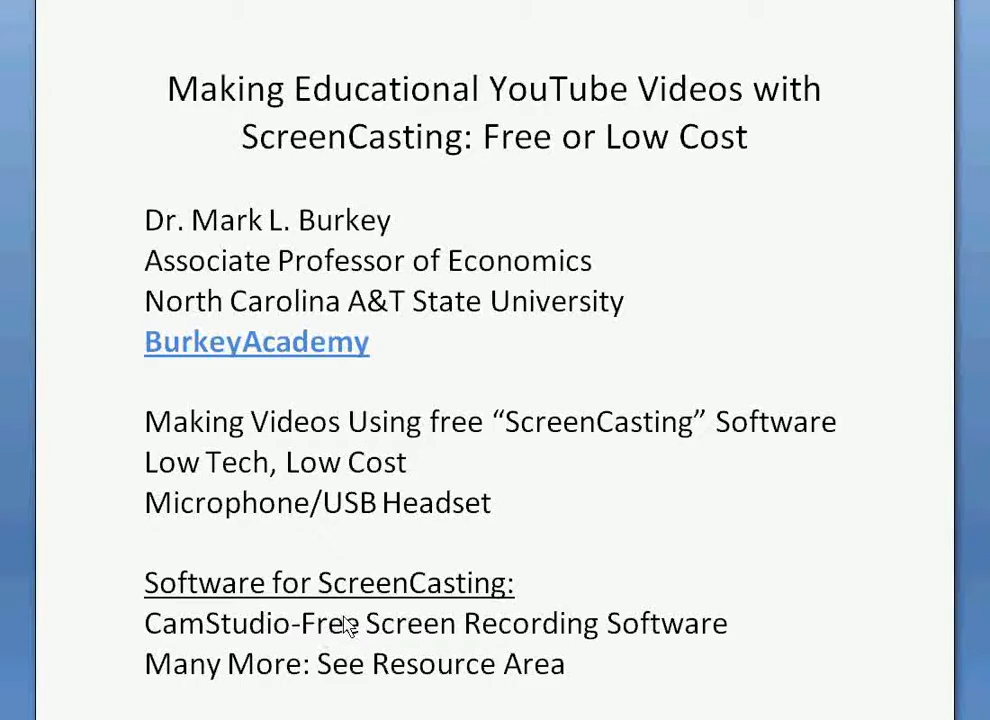 Making Educational YouTube Videos with
ScreenCasting: Free or Low Cost
Dr. Mark L. Burkey
Associate Professor of Economics
North Carolina A&T State University
BurkeyAcademy
Making Videos Using free “ScreenCasting” Software
Low Tech, Low Cost
Microphone/USB Headset
Software for ScreenCasting:
CamStudio-Free Screen Recording Software
Many More: See Resource Area